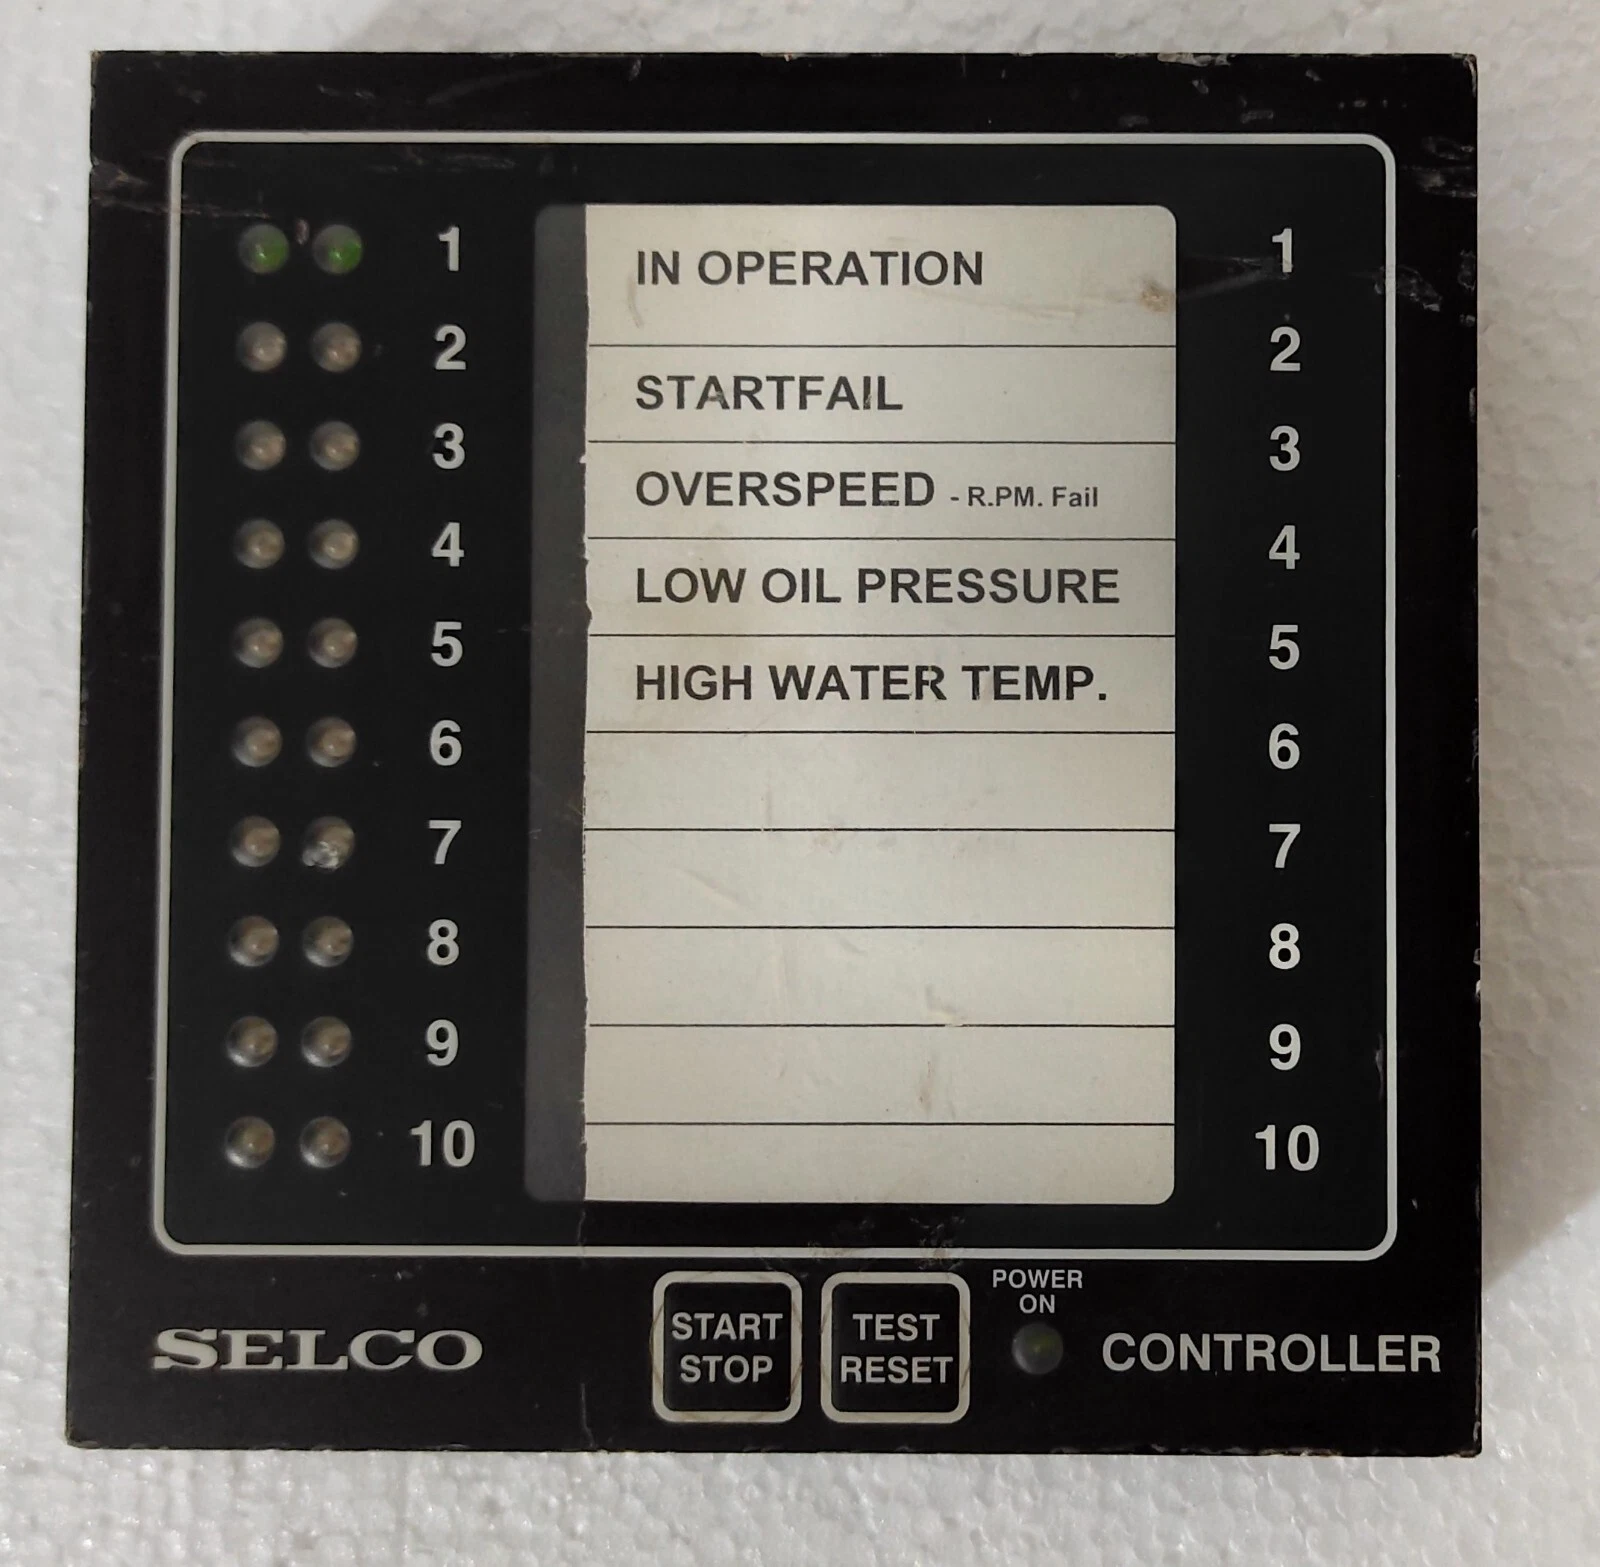 1 IN OPERATION 1
2 STARTFAIL 2
3 OVERSPEED - R.PM. Fail 3
4 LOW OIL PRESSURE 4
5 HIGH WATER TEMP. 5
6 6
7 7
8 8
9 9
10 10
SELCO
START
STOP
TEST
RESET
POWER
ON
CONTROLLER